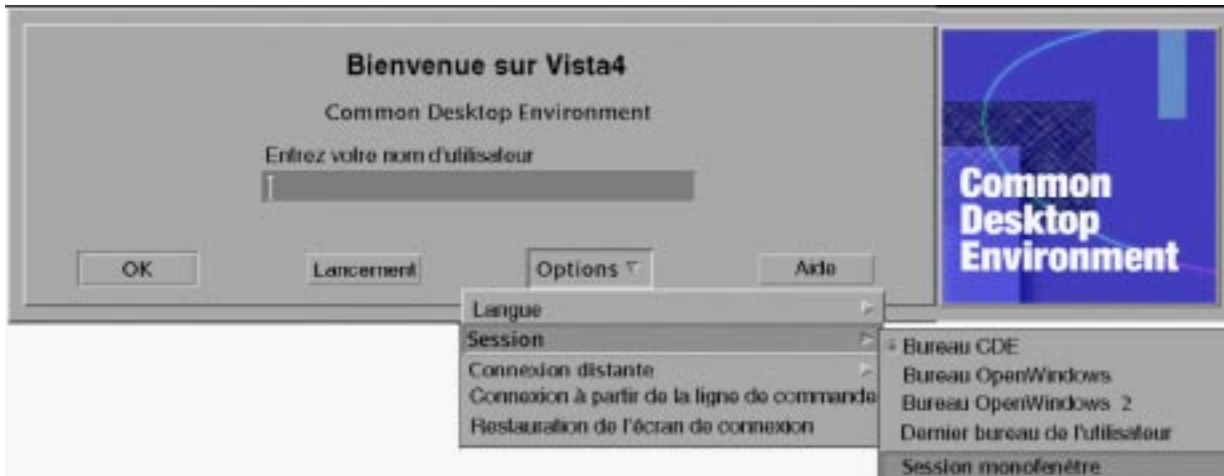 Bienvenue sur Vista4
Common Desktop Environment
Entrez votre nom d'utilisateur
OK
Lancement
Options
Aide
Common
Desktop
Environment
Langue
Session
Connexion distante
Connexion à partir de la ligne de commande
Restauration de l'écran de connexion
Bureau CDE
Bureau OpenWindows
Bureau OpenWindows 2
Dernier bureau de l'utilisateur
Session monofenêtre